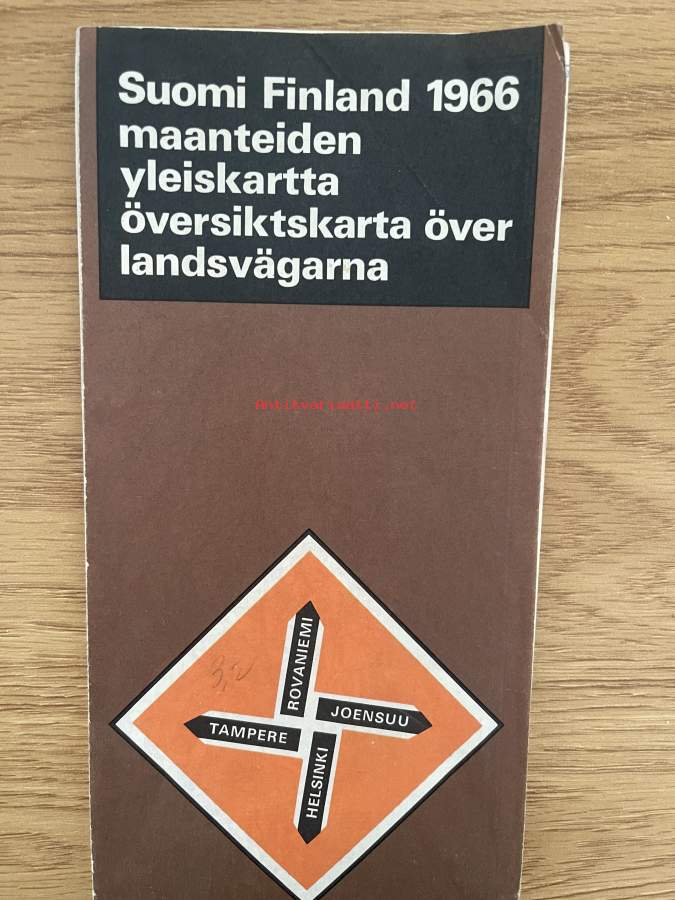 Suomi Finland 1966
maanteiden
yleiskartta
översiktskarta över
landsvägarna
Antikvariaatti.net
ROVANIEMI
JOENSUU
TAMPERE
HELSINKI